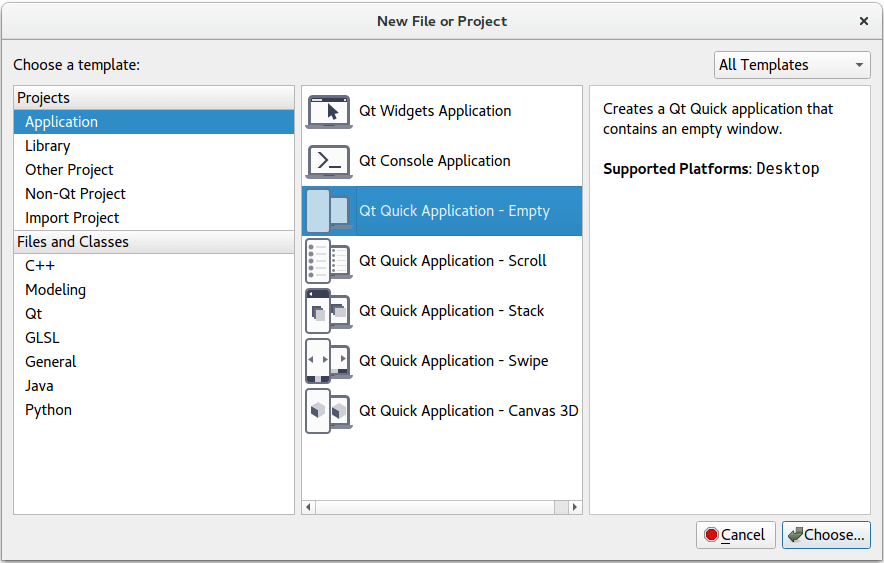 New File or Project
Choose a template:
All Templates
Projects
Application
Library
Other Project
Non-Qt Project
Import Project
Files and Classes
C++
Modeling
Qt
GLSL
General
Java
Python
Qt Widgets Application
Qt Console Application
Qt Quick Application - Empty
Qt Quick Application - Scroll
Qt Quick Application - Stack
Qt Quick Application - Swipe
Qt Quick Application - Canvas 3D
Creates a Qt Quick application that
contains an empty window.
Supported Platforms: Desktop
Cancel
Choose...